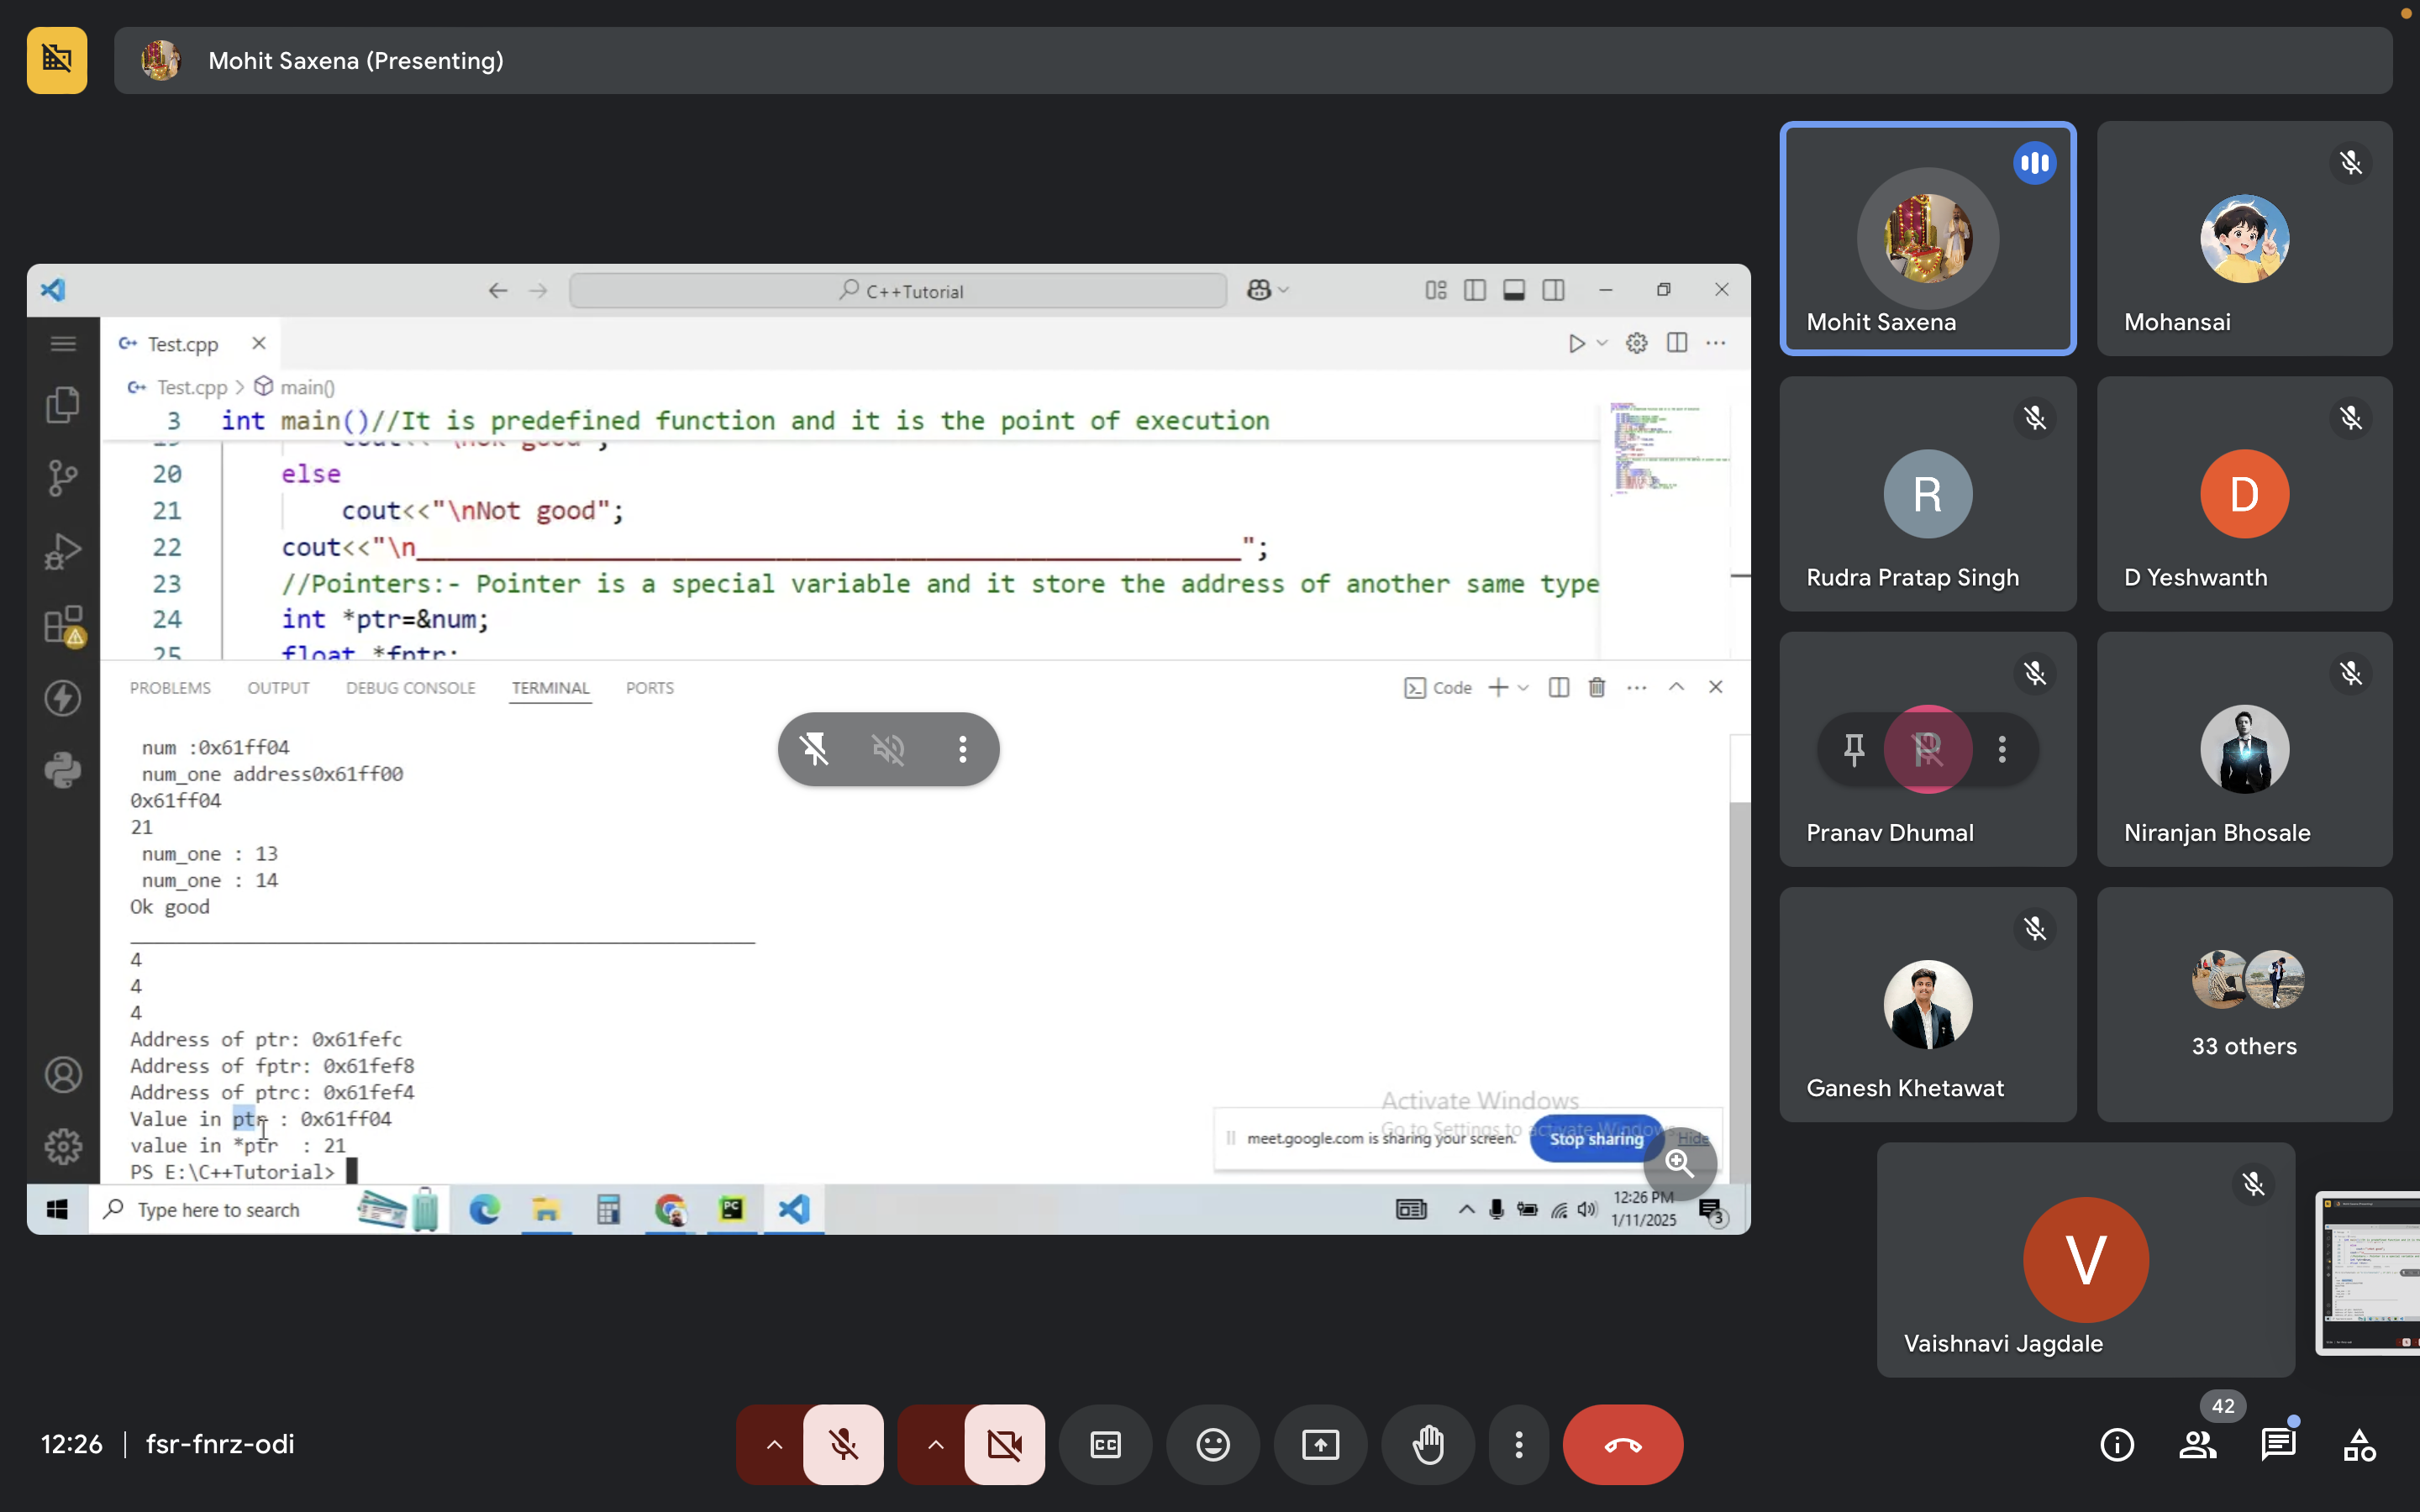 Mohit Saxena (Presenting)
C++Tutorial
Test.cpp
Test.cpp > main()
3 int main()//It is predefined function and it is the point of execution
20 else
21 cout<<"\nNot good";
22 cout<<"\n_______________________________________________________";
23 //Pointers:- Pointer is a special variable and it store the address of another same type
24 int *ptr=&num;
25 float *fptr;
PROBLEMS OUTPUT DEBUG CONSOLE TERMINAL PORTS
Code
num :0x61ff04
num_one address0x61ff00
0x61ff04
21
num_one : 13
num_one : 14
Ok good
4
4
4
Address of ptr: 0x61fefc
Address of fptr: 0x61fef8
Address of ptrc: 0x61fef4
Value in ptr : 0x61ff04
value in *ptr : 21
PS E:\C++Tutorial>
Activate Windows
Go to Settings to activate Windows.
meet.google.com is sharing your screen.
Stop sharing
Hide
Type here to search
PC
12:26 PM
1/11/2025
3
Mohit Saxena
Mohansai
R
Rudra Pratap Singh
D
D Yeshwanth
P
Pranav Dhumal
Niranjan Bhosale
Ganesh Khetawat
33 others
V
Vaishnavi Jagdale
12:26 | fsr-fnrz-odi
CC
42